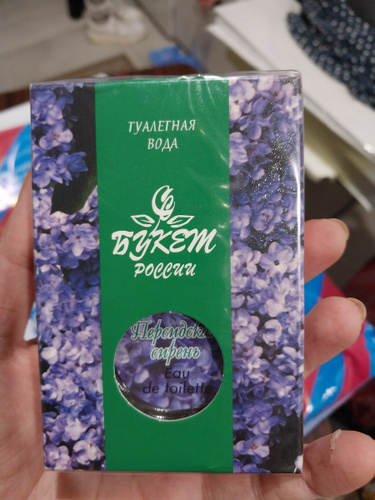 ТУАЛЕТНАЯ
ВОДА
БУКЕТ
РОССИИ
Персидская
сирень
Eau
de toilette